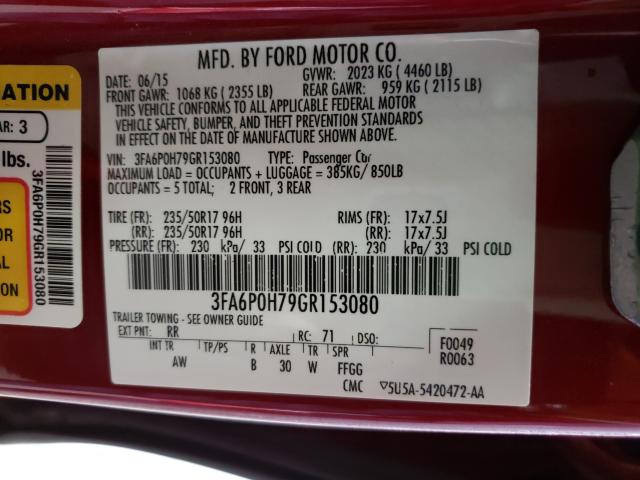 MFD. BY FORD MOTOR CO.
DATE: 06/15 GVWR: 2023 KG ( 4460 LB)
FRONT GAWR: 1068 KG ( 2355 LB) REAR GAWR: 959 KG ( 2115 LB)
THIS VEHICLE CONFORMS TO ALL APPLICABLE FEDERAL MOTOR
VEHICLE SAFETY, BUMPER, AND THEFT PREVENTION STANDARDS
IN EFFECT ON THE DATE OF MANUFACTURE SHOWN ABOVE.
VIN: 3FA6P0H79GR153080 TYPE: Passenger Car
MAXIMUM LOAD = OCCUPANTS + LUGGAGE = 385KG/ 850LB
OCCUPANTS = 5 TOTAL; 2 FRONT, 3 REAR
TIRE (FR): 235/50R17 96H RIMS (FR): 17x7.5J
(RR): 235/50R17 96H (RR): 17x7.5J
PRESSURE (FR): 230 kPa/ 33 PSI COLD (RR): 230 kPa/ 33 PSI COLD
3FA6P0H79GR153080
TRAILER TOWING - SEE OWNER GUIDE
EXT PNT: RR RC: 71 DSO: F0049
INT TR TP/PS R AXLE TR SPR R0063
AW B 30 W FFGG
CMC 5U5A-5420472-AA
ATION
AR: 3
lbs.
RS
OR
NS
3FA6P0H79GR153080